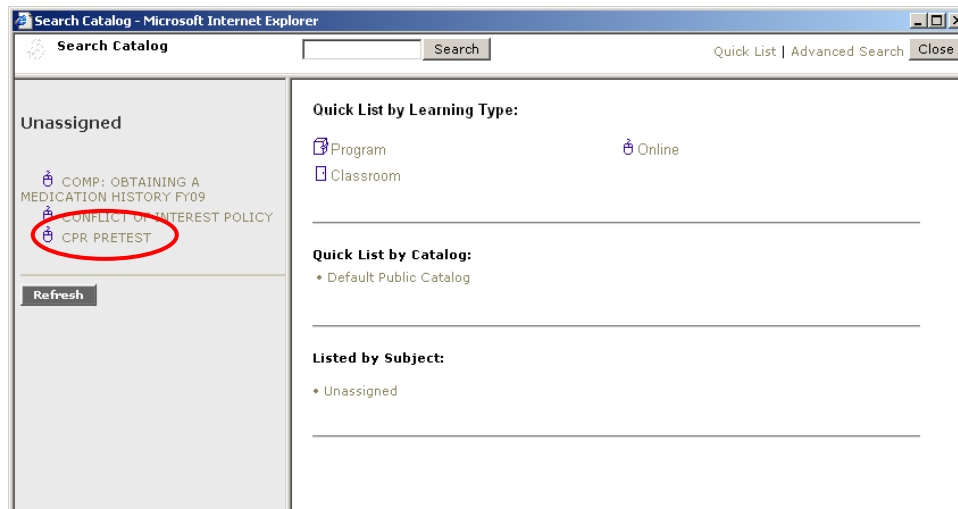 Search Catalog - Microsoft Internet Explorer
Search Catalog
Search
Quick List | Advanced Search
Close
Unassigned
COMP: OBTAINING A
MEDICATION HISTORY FY09
CONFLICT OF INTEREST POLICY
CPR PRETEST
Refresh
Quick List by Learning Type:
Program
Online
Classroom
Quick List by Catalog:
• Default Public Catalog
Listed by Subject:
• Unassigned